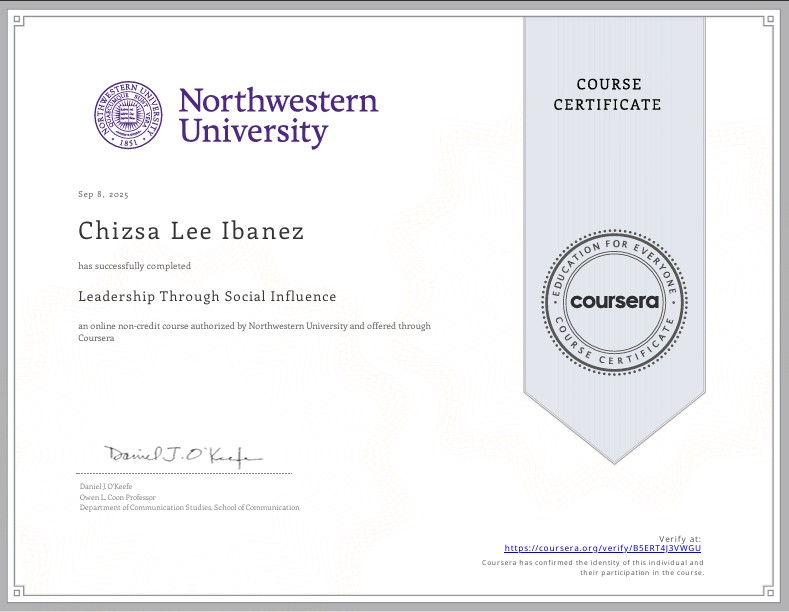 Northwestern
University
NORTHWESTERN UNIVERSITY
QUAECUMQUE SUNT VERA
1851
COURSE
CERTIFICATE
Sep 8, 2025
Chizsa Lee Ibanez
has successfully completed
Leadership Through Social Influence
an online non-credit course authorized by Northwestern University and offered through
Coursera
EDUCATION FOR EVERYONE
coursera
COURSE CERTIFICATE
Daniel J. O'Keefe
Daniel J. O'Keefe
Owen L. Coon Professor
Department of Communication Studies, School of Communication
Verify at:
https://coursera.org/verify/B5ERT4J3VWGU
Coursera has confirmed the identity of this individual and
their participation in the course.